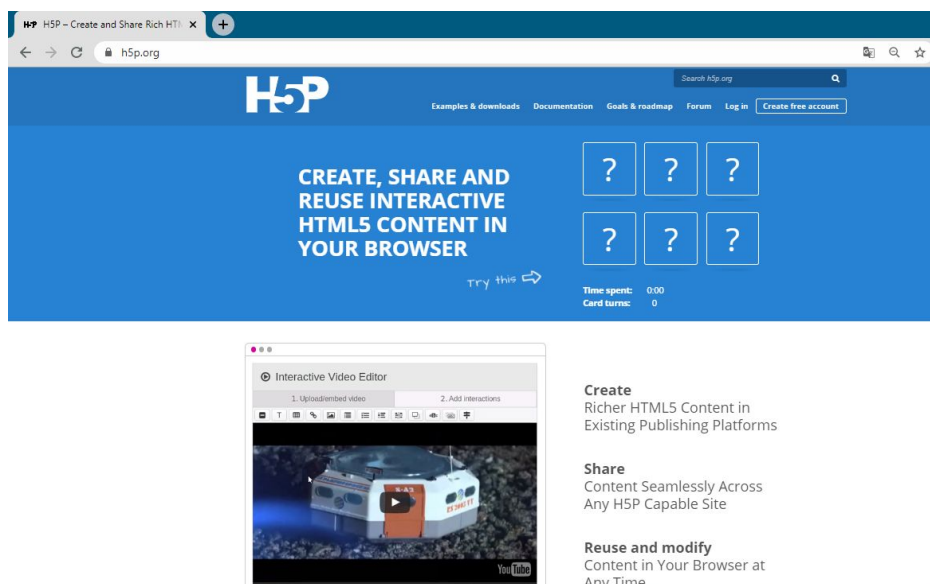 H5P H5P – Create and Share Rich HT
h5p.org
H5P
Search h5p.org
Examples & downloads Documentation Goals & roadmap Forum Log in Create free account
CREATE, SHARE AND
REUSE INTERACTIVE
HTML5 CONTENT IN
YOUR BROWSER
Try this
? ? ?
? ? ?
Time spent: 0:00
Card turns: 0
Interactive Video Editor
1. Upload/embed video 2. Add interactions
T
YouTube
Create
Richer HTML5 Content in
Existing Publishing Platforms
Share
Content Seamlessly Across
Any H5P Capable Site
Reuse and modify
Content in Your Browser at
Any Time